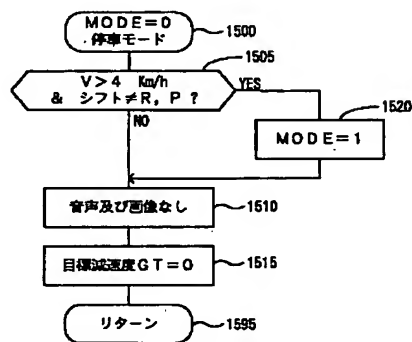 MODE=0
停車モード
1500
1505
V>4 Km/h
& シフト≠R, P ?
YES
NO
1520
MODE=1
音声及び画像なし
1510
目標減速度GT=0
1515
リターン
1595